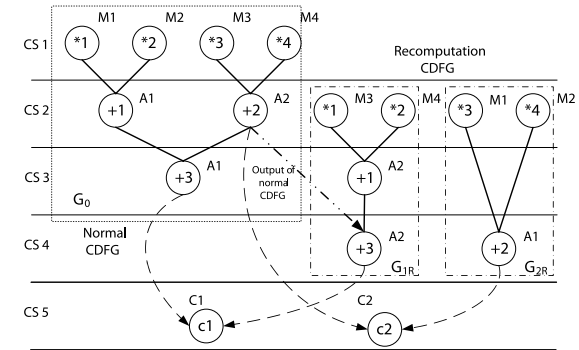 M1 M2 M3 M4
CS 1 *1 *2 *3 *4
Recomputation
CDFG
A1 A2 M3 M4 M1 M2
CS 2 +1 +2 *1 *2 *3 *4
A1 A2
CS 3 +3 Output of +1
normal
CDFG
G0
Normal
CDFG
A2 A1
CS 4 +3 +2
G1R G2R
C1 C2
CS 5 c1 c2